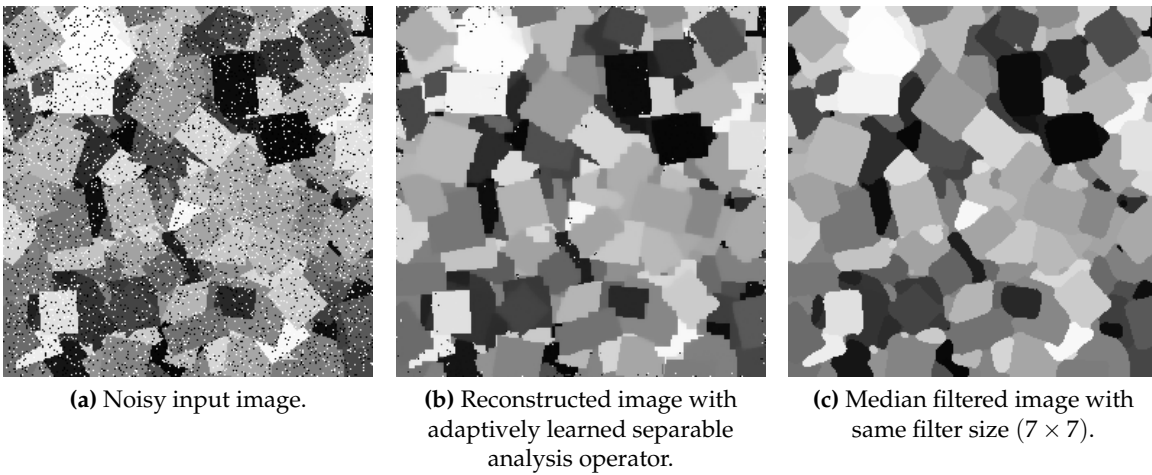 (a) Noisy input image.
(b) Reconstructed image with
adaptively learned separable
analysis operator.
(c) Median filtered image with
same filter size (7 × 7).